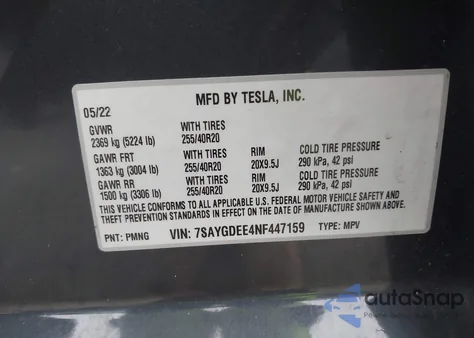 MFD BY TESLA, INC.
05/22
GVWR WITH TIRES
2369 kg (5224 lb) 255/40R20
GAWR FRT WITH TIRES RIM COLD TIRE PRESSURE
1363 kg (3004 lb) 255/40R20 20X9.5J 290 kPa, 42 psi
GAWR RR WITH TIRES RIM COLD TIRE PRESSURE
1500 kg (3306 lb) 255/40R20 20X9.5J 290 kPa, 42 psi
THIS VEHICLE CONFORMS TO ALL APPLICABLE U.S. FEDERAL MOTOR VEHICLE SAFETY AND
THEFT PREVENTION STANDARDS IN EFFECT ON THE DATE OF MANUFACTURE SHOWN ABOVE.
PNT: PMNG VIN: 7SAYGDEE4NF447159 TYPE: MPV
autoSnap